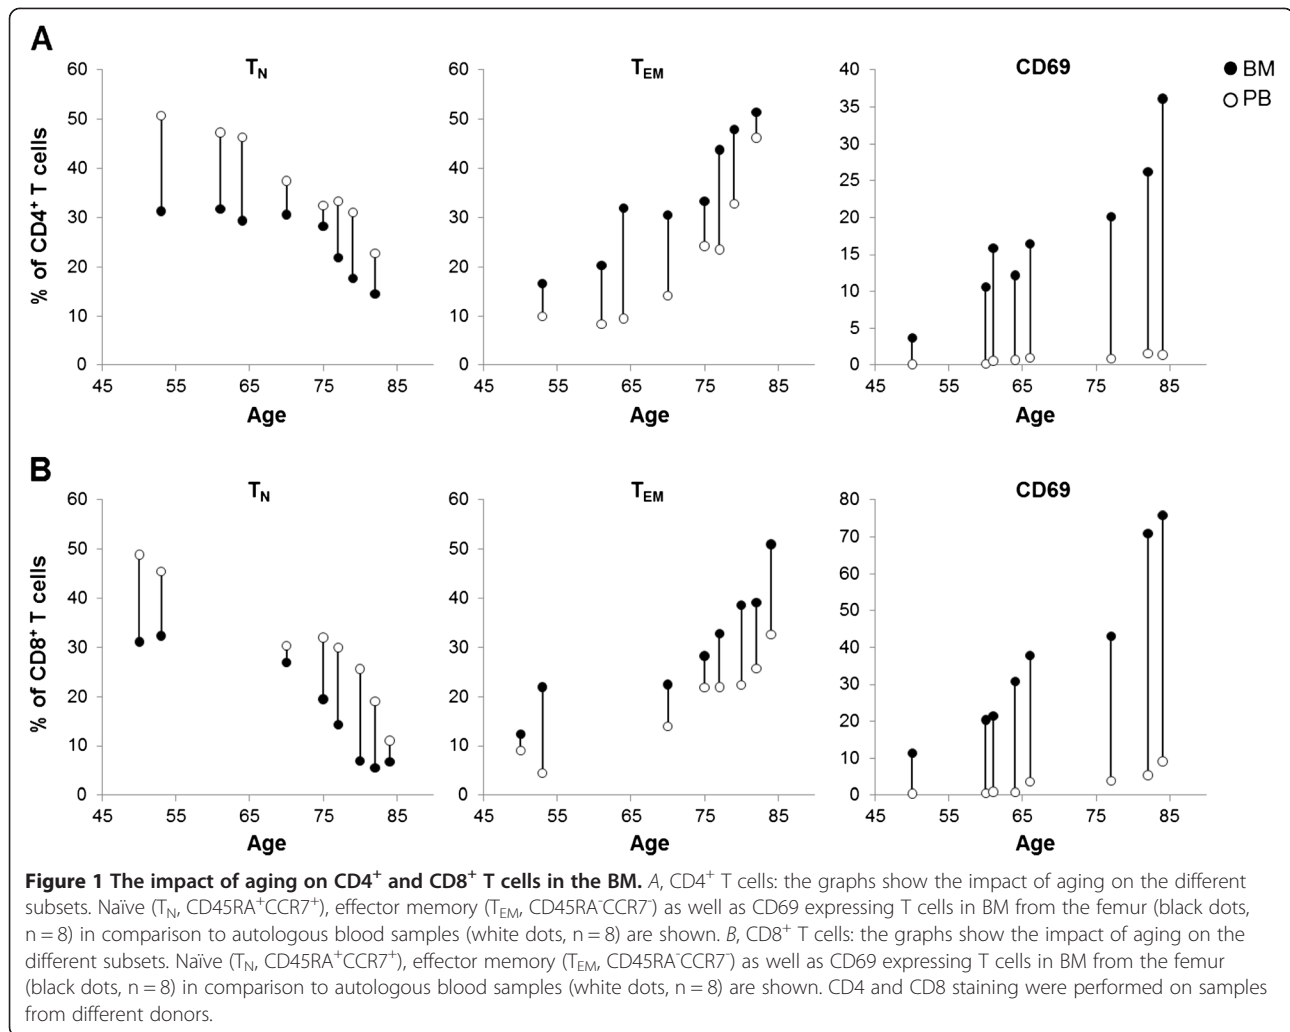 A
T_N
T_EM
CD69
BM
PB
% of CD4⁺ T cells
60
50
40
30
20
10
0
45 55 65 75 85
Age
60
50
40
30
20
10
0
45 55 65 75 85
Age
40
35
30
25
20
15
10
5
0
45 55 65 75 85
Age
B
T_N
T_EM
CD69
% of CD8⁺ T cells
60
50
40
30
20
10
0
45 55 65 75 85
Age
60
50
40
30
20
10
0
45 55 65 75 85
Age
80
70
60
50
40
30
20
10
0
45 55 65 75 85
Age
Figure 1 The impact of aging on CD4⁺ and CD8⁺ T cells in the BM. A, CD4⁺ T cells: the graphs show the impact of aging on the different
subsets. Naïve (T_N, CD45RA⁺CCR7⁺), effector memory (T_EM, CD45RA⁻CCR7⁻) as well as CD69 expressing T cells in BM from the femur (black dots,
n = 8) in comparison to autologous blood samples (white dots, n = 8) are shown. B, CD8⁺ T cells: the graphs show the impact of aging on the
different subsets. Naïve (T_N, CD45RA⁺CCR7⁺), effector memory (T_EM, CD45RA⁻CCR7⁻) as well as CD69 expressing T cells in BM from the femur
(black dots, n = 8) in comparison to autologous blood samples (white dots, n = 8) are shown. CD4 and CD8 staining were performed on samples
from different donors.